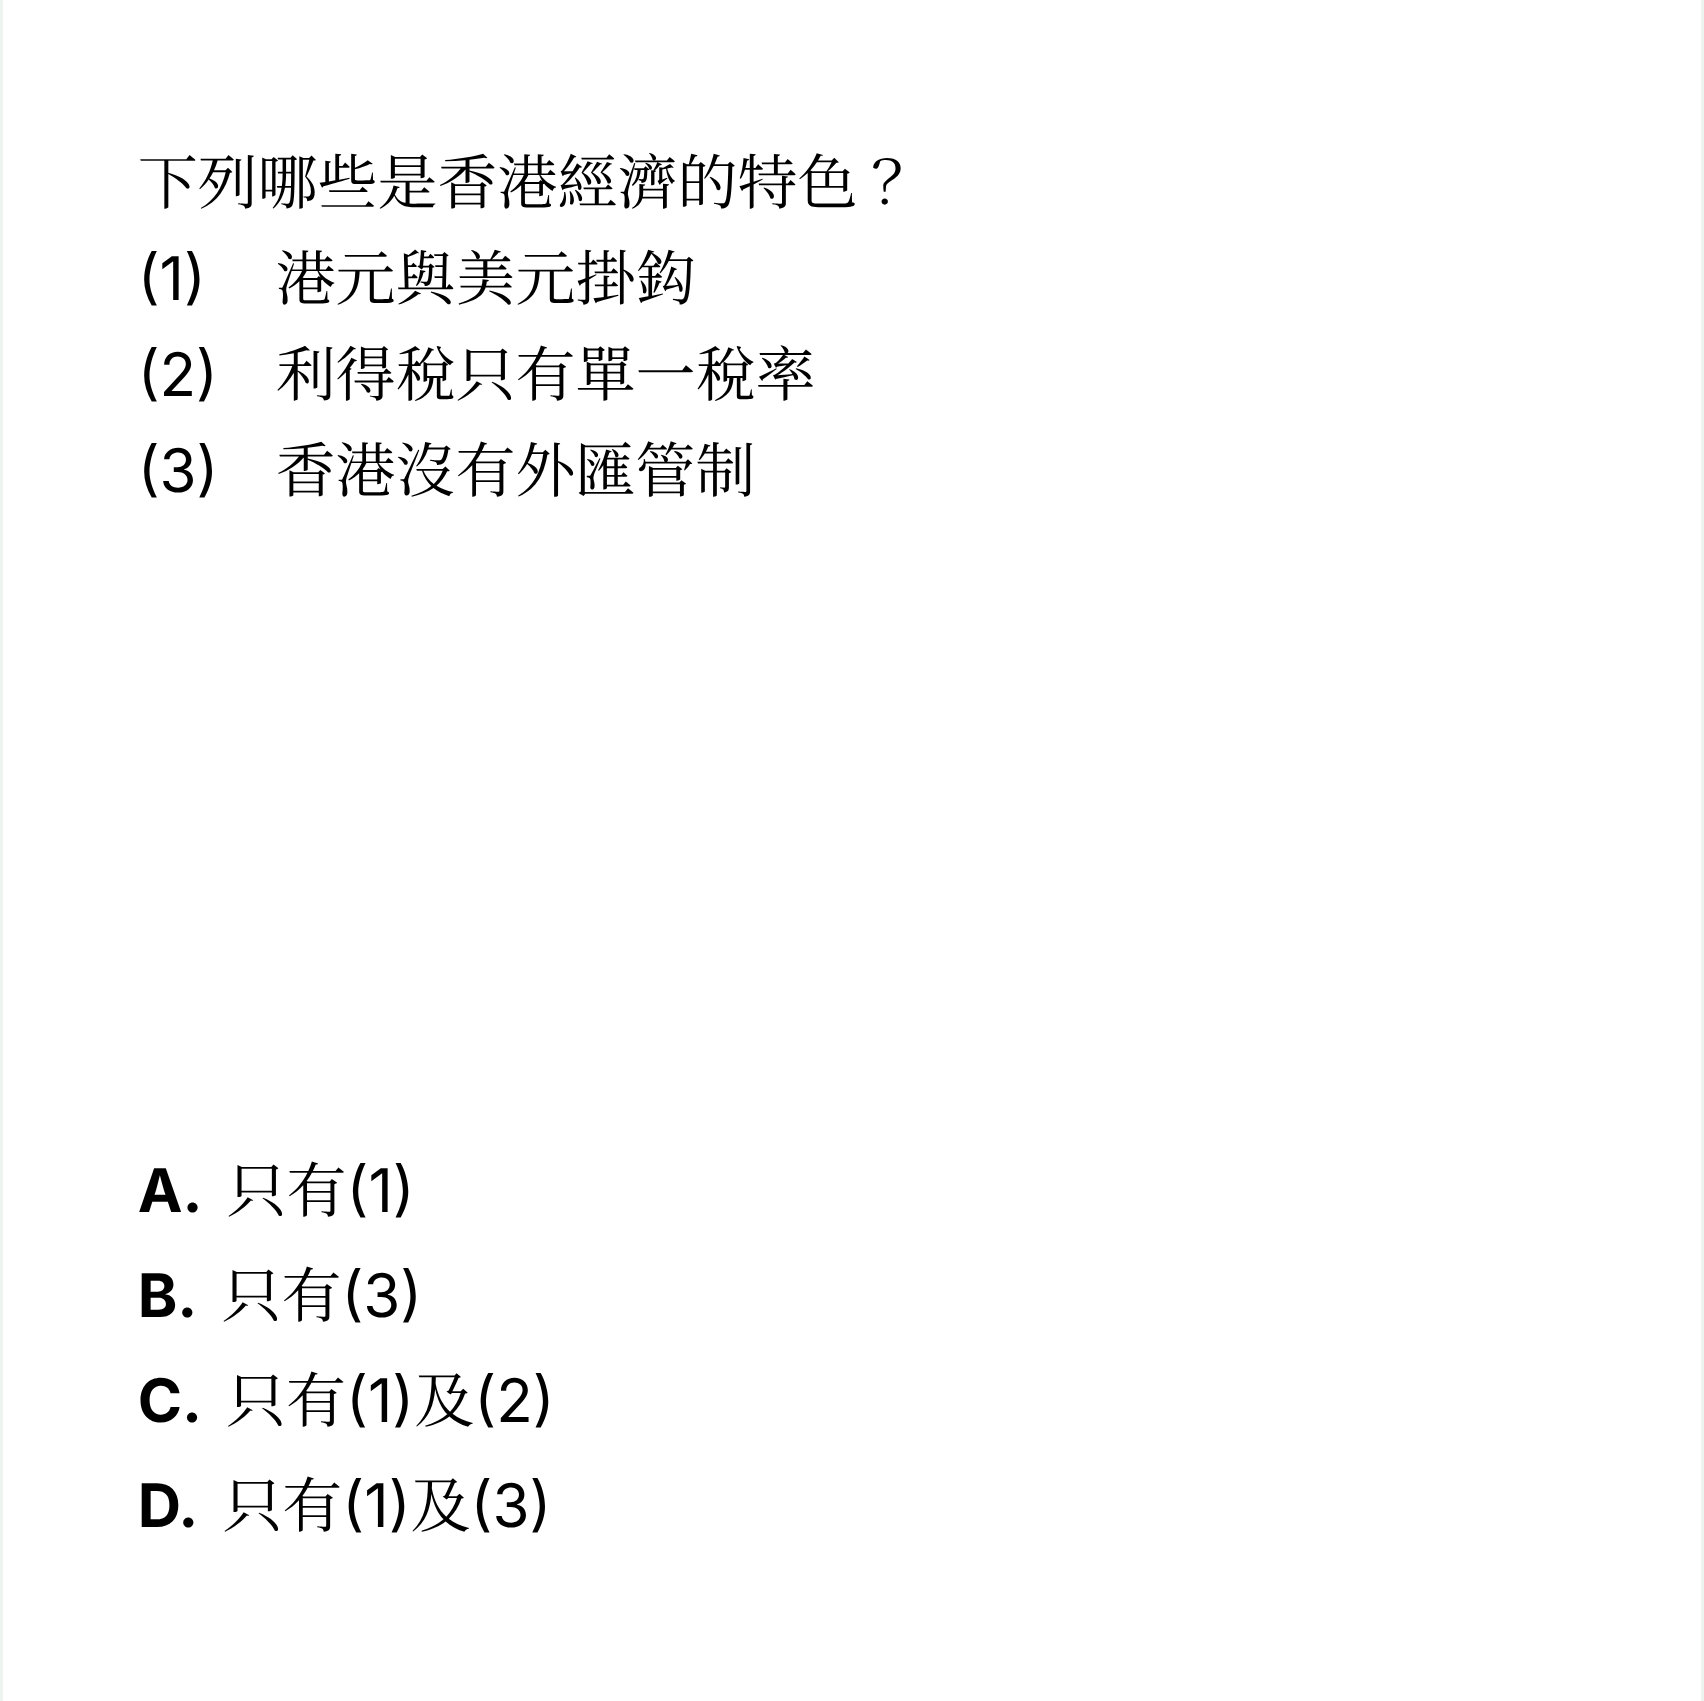 下列哪些是香港經濟的特色？
(1) 港元與美元掛鈎
(2) 利得稅只有單一稅率
(3) 香港沒有外匯管制
A. 只有(1)
B. 只有(3)
C. 只有(1)及(2)
D. 只有(1)及(3)